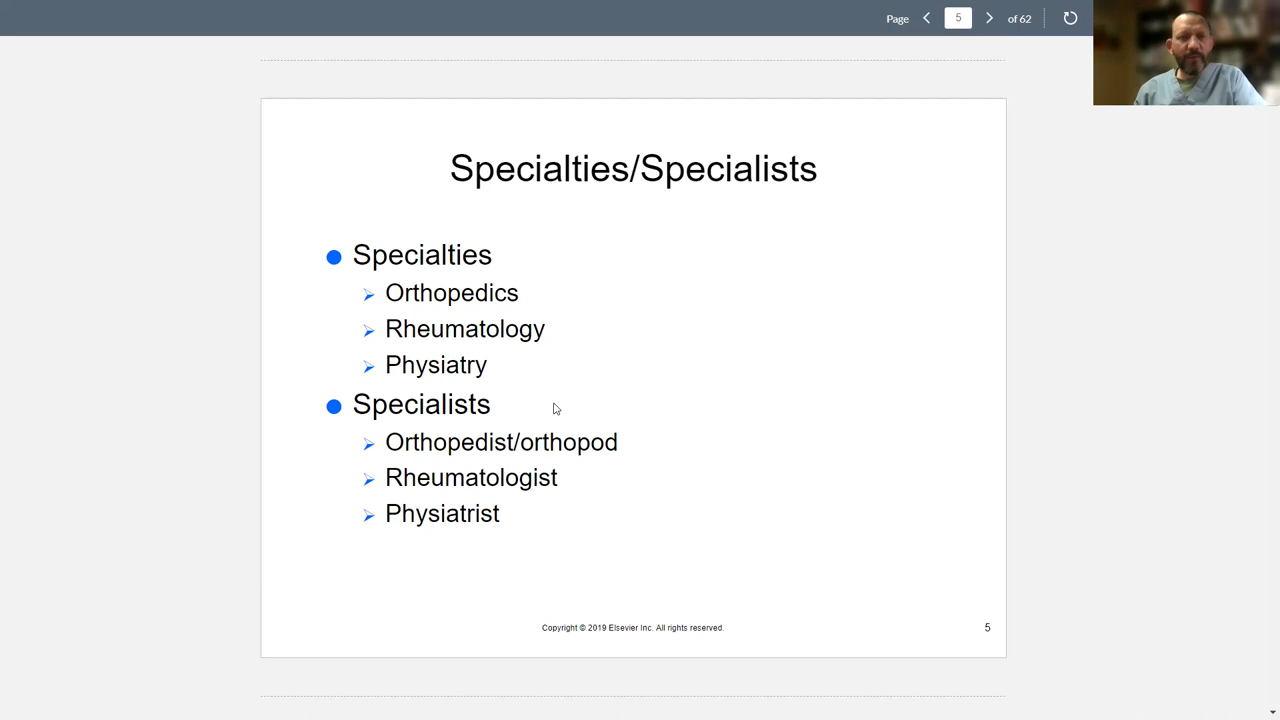 Page 5 of 62
Specialties/Specialists
Specialties
Orthopedics
Rheumatology
Physiatry
Specialists
Orthopedist/orthopod
Rheumatologist
Physiatrist
Copyright © 2019 Elsevier Inc. All rights reserved.
5